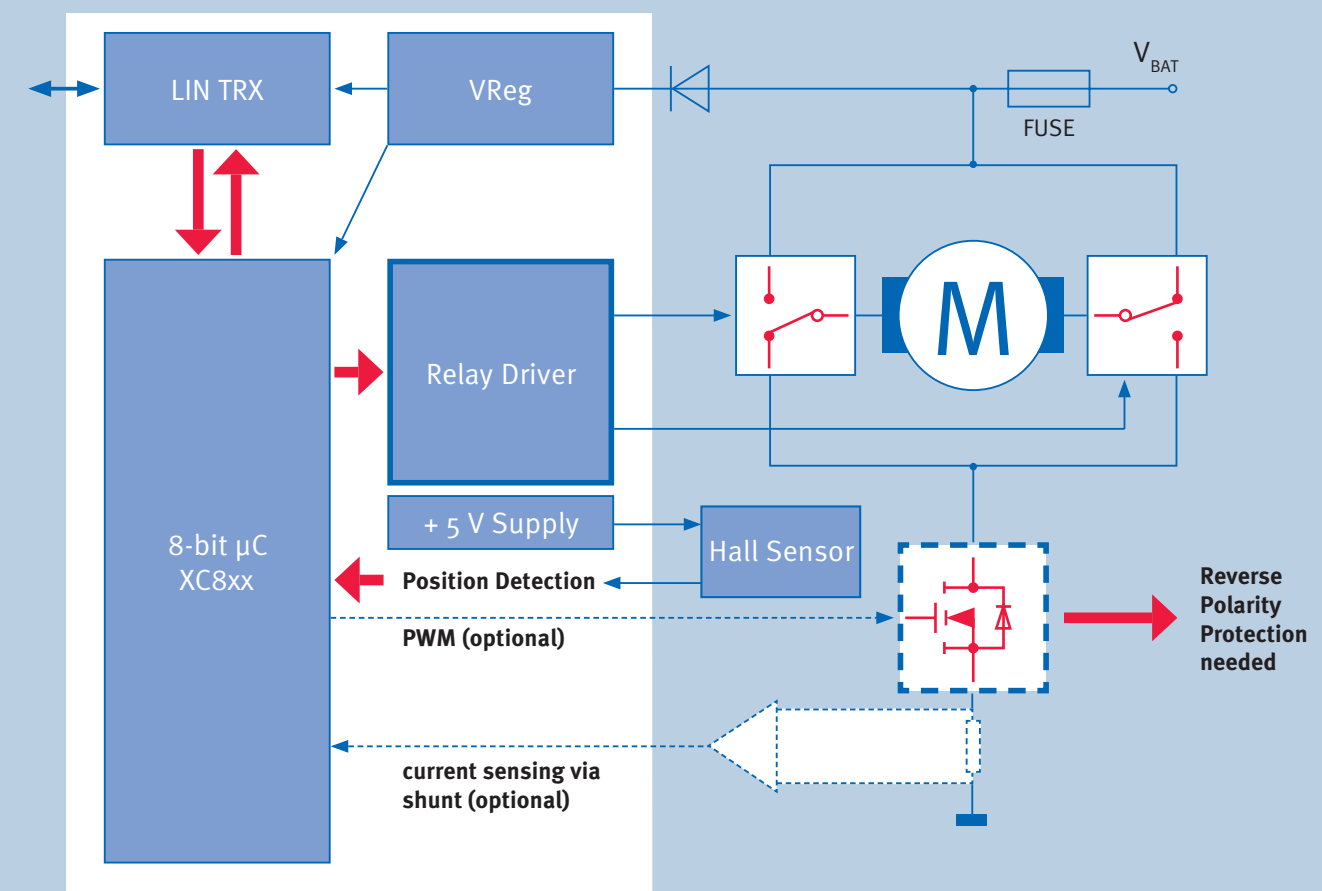 LIN TRX
VReg
V BAT
FUSE
M
Relay Driver
8-bit µC
XC8xx
+ 5 V Supply
Hall Sensor
Position Detection
PWM (optional)
Reverse
Polarity
Protection
needed
current sensing via
shunt (optional)